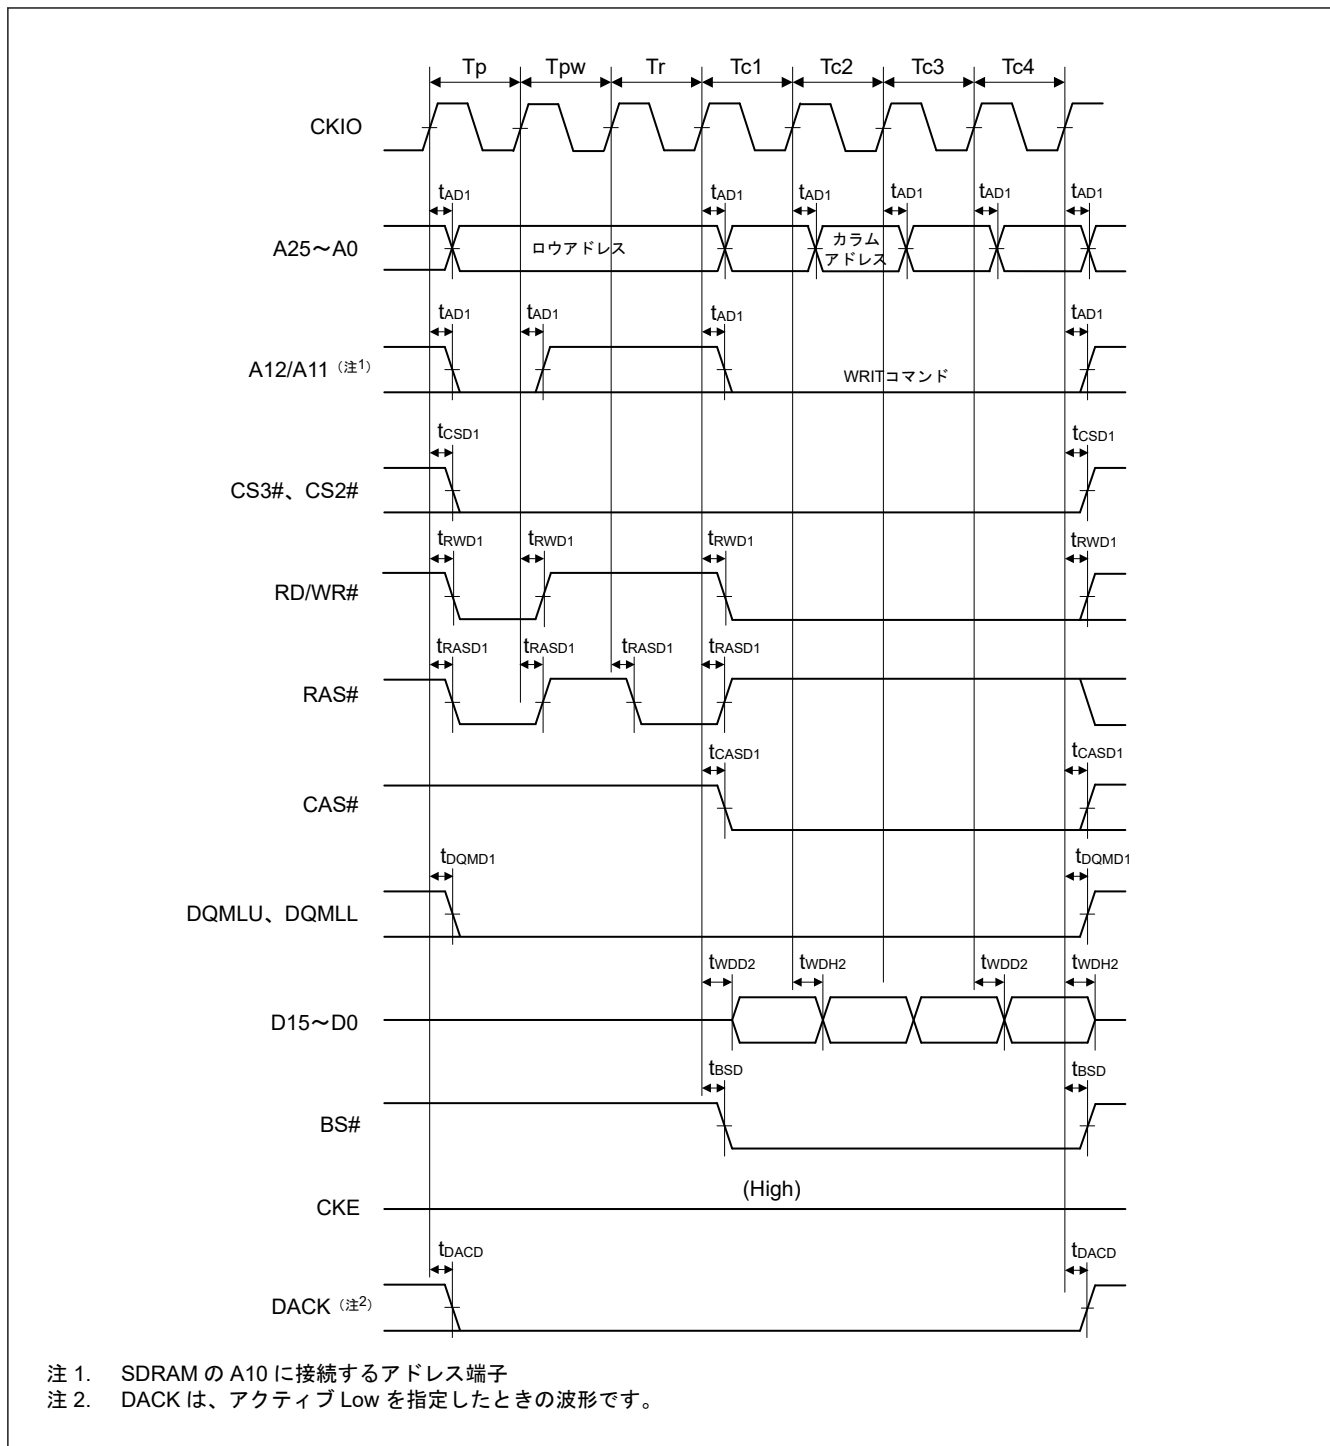 Tp Tpw Tr Tc1 Tc2 Tc3 Tc4
CKIO
tAD1 tAD1 tAD1 tAD1 tAD1 tAD1
A25～A0 ロウアドレス カラム
アドレス
tAD1 tAD1 tAD1 tAD1
A12/A11（注1） WRITコマンド
tCSD1 tCSD1
CS3#、CS2#
tRWD1 tRWD1 tRWD1 tRWD1
RD/WR#
tRASD1 tRASD1 tRASD1 tRASD1
RAS#
tCASD1 tCASD1
CAS#
tDQMD1 tDQMD1
DQMLU、DQMLL
tWDD2 tWDH2 tWDD2 tWDH2
D15～D0
tBSD tBSD
BS#
(High)
CKE
tDACD tDACD
DACK（注2）
注 1. SDRAM の A10 に接続するアドレス端子
注 2. DACK は、アクティブ Low を指定したときの波形です。